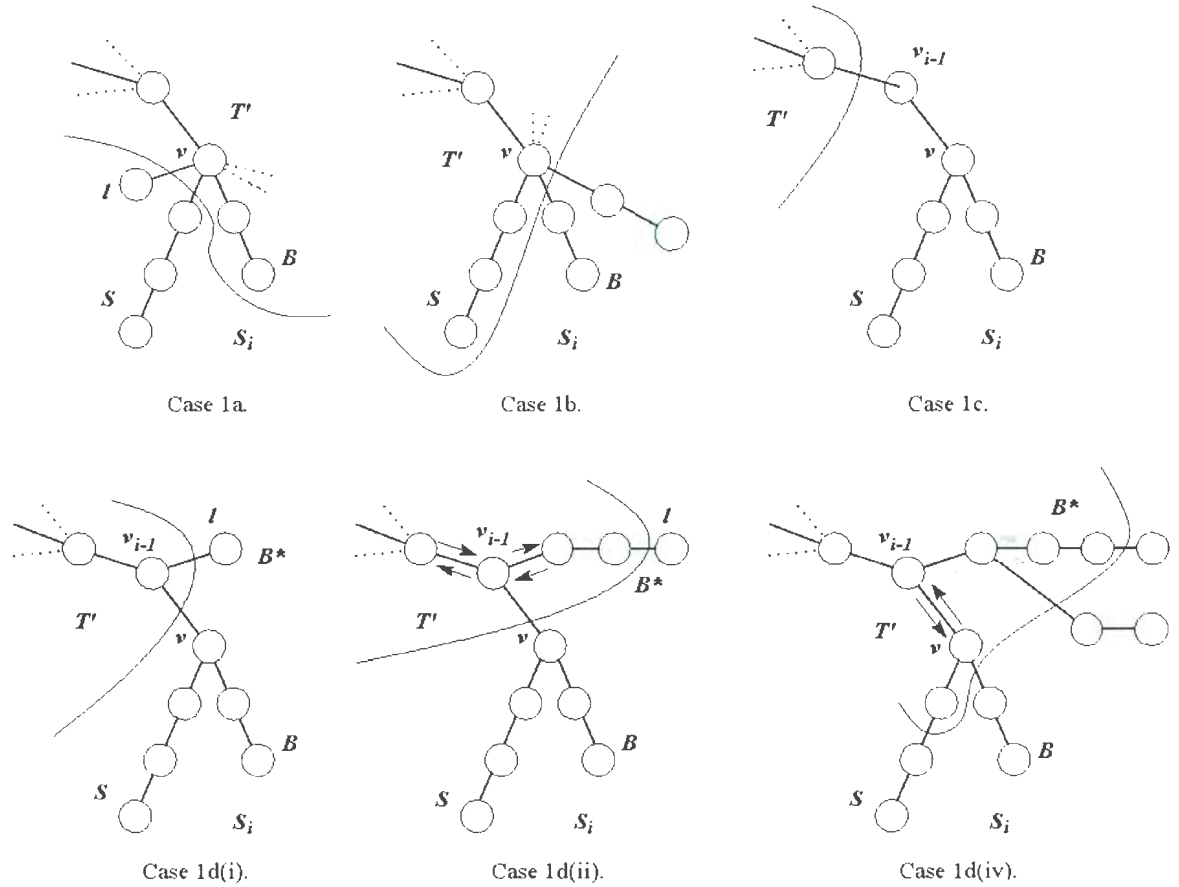 T'
v
l
B
S
S_i
Case 1a.
T'
v
B
S
S_i
Case 1b.
v_{i-1}
T'
v
B
S
S_i
Case 1c.
l
v_{i-1}
B*
T'
v
B
S
S_i
Case 1d(i).
l
v_{i-1}
B*
T'
v
B
S
S_i
Case 1d(ii).
B*
v_{i-1}
T'
v
B
S
S_i
Case 1d(iv).